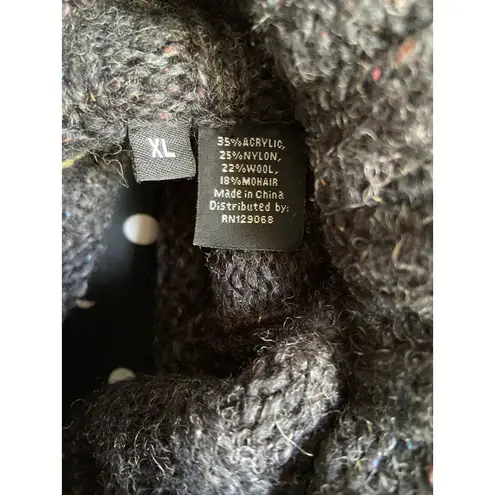 XL
35%ACRYLIC,
25%NYLON,
22%WOOL,
18%MOHAIR
Made in China
Distributed by:
RN129068